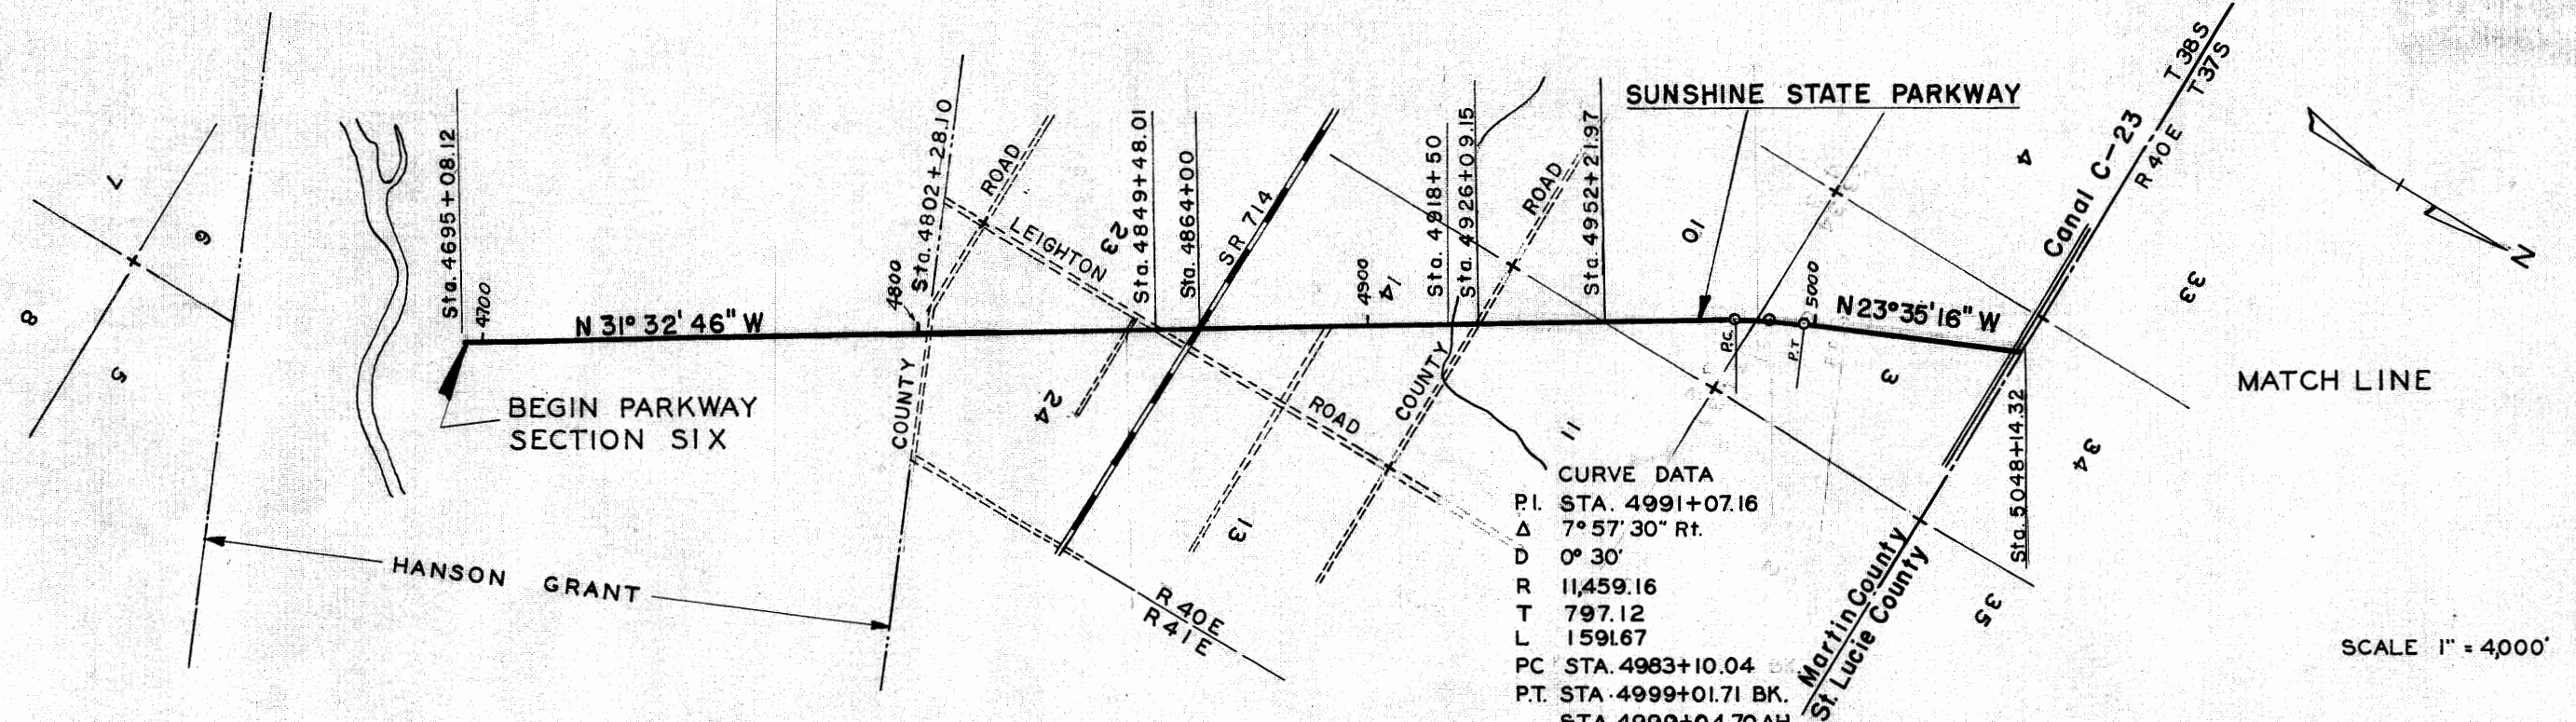 SUNSHINE STATE PARKWAY
T 38 S
T 37 S
Canal C-23
R 40 E
4
33
N
7
6
8
5
Sta. 4695+08.12
4700
N 31° 32' 46" W
BEGIN PARKWAY
SECTION SIX
HANSON GRANT
4800
Sta. 4802+28.10
COUNTY
ROAD
LEIGHTON
ROAD
23
24
Sta. 4849+48.01
Sta. 4864+00
SR 714
13
R 40 E
R 41 E
4900
14
Sta. 4918+50
Sta. 4926+09.15
COUNTY
ROAD
11
Sta. 4952+21.97
10
P.C.
P.T
5000
N 23° 35' 16" W
3
Sta. 5048+14.32
34
35
MATCH LINE
Martin County
St. Lucie County
CURVE DATA
P.I. STA. 4991+07.16
Δ 7° 57' 30" Rt.
D 0° 30'
R 11,459.16
T 797.12
L 1591.67
PC STA. 4983+10.04
P.T. STA. 4999+01.71 BK.
STA 4999+04.70 AH
SCALE 1" = 4,000'